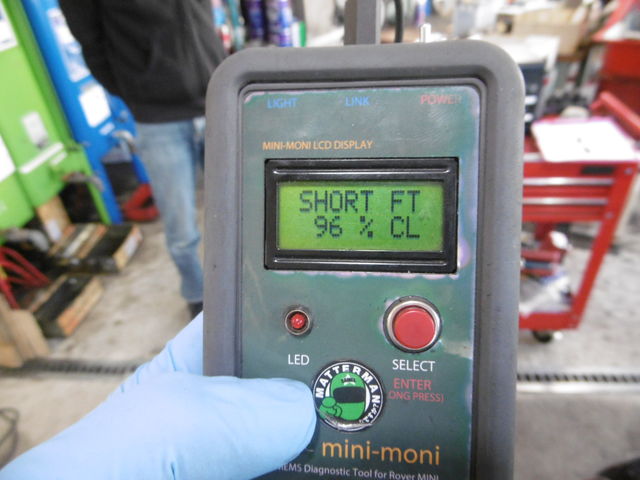 LIGHT LINK POWER
MINI-MONI LCD DISPLAY
SHORT FT
96 % CL
LED
SELECT
ENTER
ONG PRESS)
MATTERMAN
mini-moni
MEMS Diagnostic Tool for Rover MINI